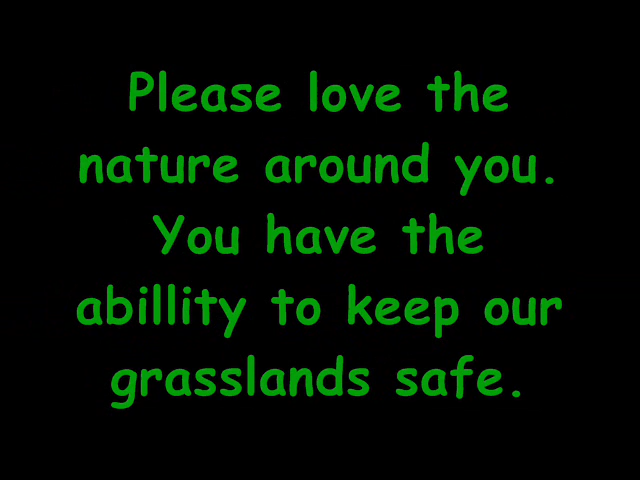 Please love the
nature around you.
You have the
abillity to keep our
grasslands safe.